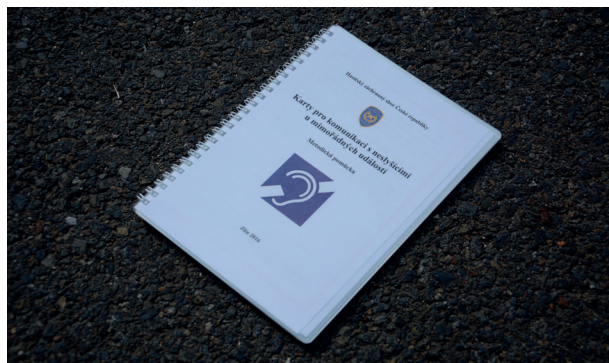 Hasičský záchranný sbor České republiky
Karty pro komunikaci s neslyšícími
u mimořádných událostí
Metodická pomůcka
Zlín 2016